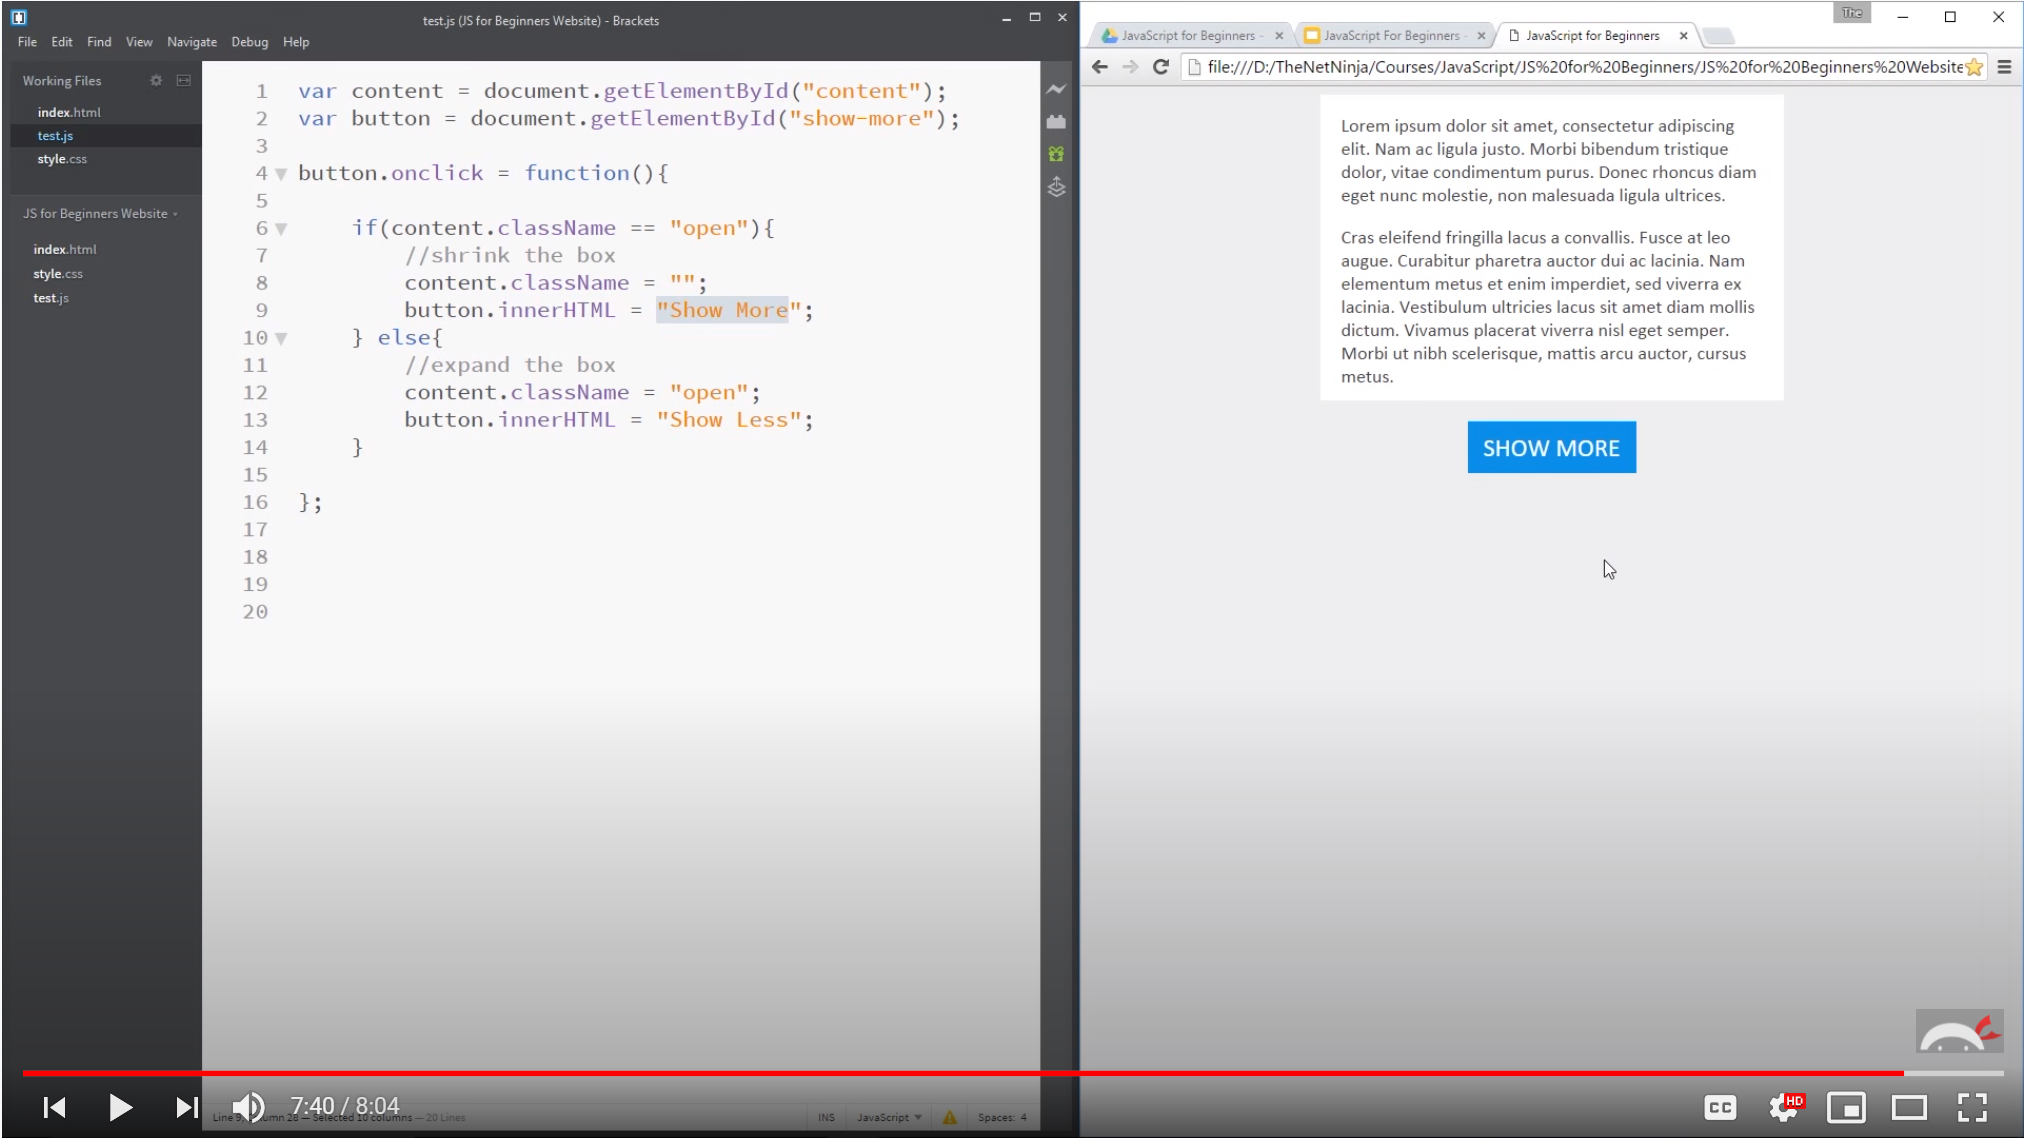 test.js (JS for Beginners Website) - Brackets
File Edit Find View Navigate Debug Help
Working Files
index.html
test.js
style.css
JS for Beginners Website
index.html
style.css
test.js
1 var content = document.getElementById("content");
2 var button = document.getElementById("show-more");
3
4 button.onclick = function(){
5
6 if(content.className == "open"){
7 //shrink the box
8 content.className = "";
9 button.innerHTML = "Show More";
10 } else{
11 //expand the box
12 content.className = "open";
13 button.innerHTML = "Show Less";
14 }
15
16 };
17
18
19
20
The
JavaScript for Beginners - JavaScript For Beginners - JavaScript for Beginners
file:///D:/TheNetNinja/Courses/JavaScript/JS%20for%20Beginners/JS%20for%20Beginners%20Website
Lorem ipsum dolor sit amet, consectetur adipiscing
elit. Nam ac ligula justo. Morbi bibendum tristique
dolor, vitae condimentum purus. Donec rhoncus diam
eget nunc molestie, non malesuada ligula ultrices.
Cras eleifend fringilla lacus a convallis. Fusce at leo
augue. Curabitur pharetra auctor dui ac lacinia. Nam
elementum metus et enim imperdiet, sed viverra ex
lacinia. Vestibulum ultricies lacus sit amet diam mollis
dictum. Vivamus placerat viverra nisl eget semper.
Morbi ut nibh scelerisque, mattis arcu auctor, cursus
metus.
SHOW MORE
7:40 / 8:04
Selected 10 columns — 20 Lines
INS JavaScript Spaces: 4
CC HD